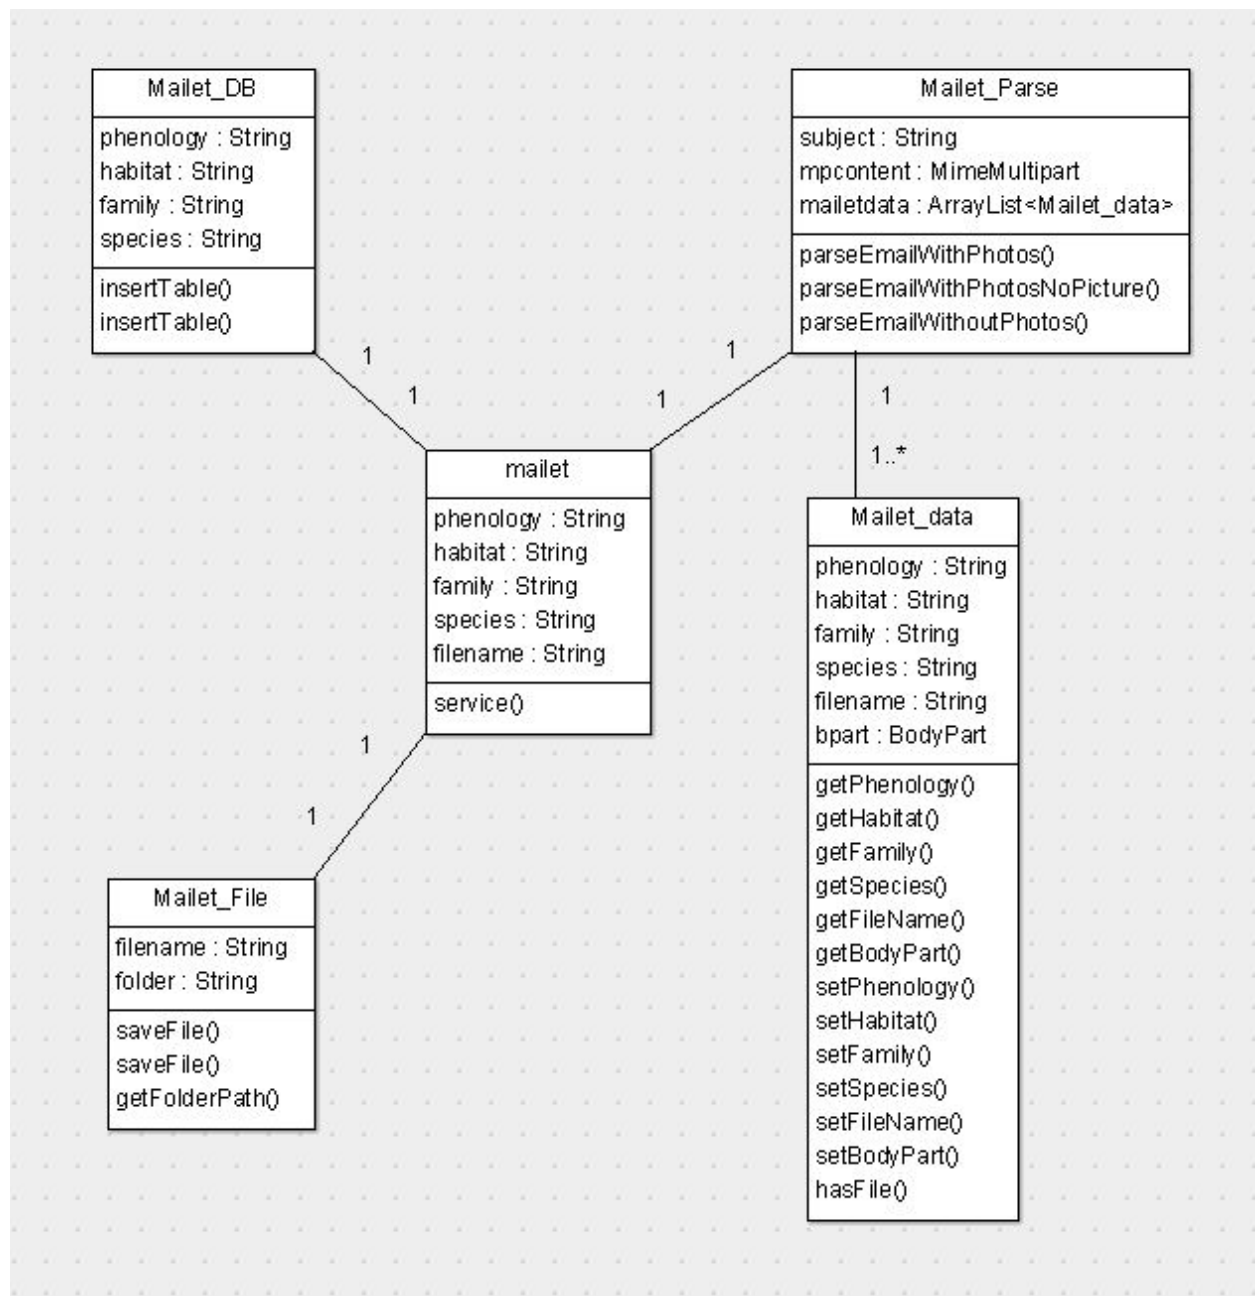 Mailet_DB
phenology : String
habitat : String
family : String
species : String
insertTable()
insertTable()
Mailet_Parse
subject : String
mpcontent : MimeMultipart
mailetdata : ArrayList<Mailet_data>
parseEmailWithPhotos()
parseEmailWithPhotosNoPicture()
parseEmailWithoutPhotos()
1
1
1
1
1
1..*
mailet
phenology : String
habitat : String
family : String
species : String
filename : String
service()
Mailet_data
phenology : String
habitat : String
family : String
species : String
filename : String
bpart : BodyPart
getPhenology()
getHabitat()
getFamily()
getSpecies()
getFileName()
getBodyPart()
setPhenology()
setHabitat()
setFamily()
setSpecies()
setFileName()
setBodyPart()
hasFile()
1
1
Mailet_File
filename : String
folder : String
saveFile()
saveFile()
getFolderPath()